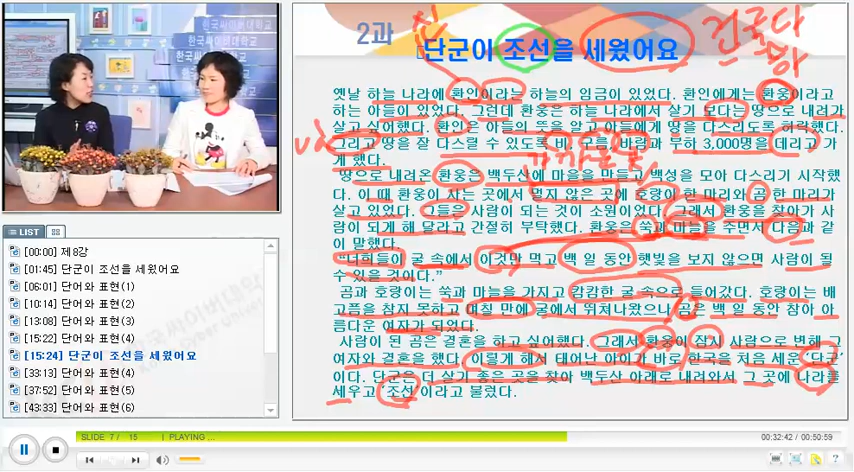 2과
단군이 조선을 세웠어요
옛날 하늘 나라에 환인이라는 하늘의 임금이 있었다. 환인에게는 환웅이라고
하는 아들이 있었다. 그런데 환웅은 하늘 나라에서 살기 보다는 땅으로 내려가
살고 싶어했다. 환인은 아들의 뜻을 알고 아들에게 땅을 다스리도록 허락했다.
그리고 땅을 잘 다스릴 수 있도록 비, 구름, 바람과 부하 3,000명을 데리고 가
게 했다.
땅으로 내려온 환웅은 백두산에 마을을 만들고 백성을 모아 다스리기 시작했
다. 이 때 환웅이 사는 곳에서 멀지 않은 곳에 호랑이 한 마리와 곰 한 마리가
살고 있었다. 그들은 사람이 되는 것이 소원이었다. 그래서 환웅을 찾아가 사
람이 되게 해 달라고 간절히 부탁했다. 환웅은 쑥과 마늘을 주면서 다음과 같
이 말했다.
“너희들이 굴 속에서 이것만 먹고 백 일 동안 햇빛을 보지 않으면 사람이 될
수 있을 것이다.”
곰과 호랑이는 쑥과 마늘을 가지고 캄캄한 굴 속으로 들어갔다. 호랑이는 배
고픔을 참지 못하고 며칠 만에 굴에서 뛰쳐나왔으나 곰은 백 일 동안 참아 아
름다운 여자가 되었다.
사람이 된 곰은 결혼을 하고 싶어했다. 그래서 환웅이 잠시 사람으로 변해 그
여자와 결혼을 했다. 이렇게 해서 태어난 아이가 바로 한국을 처음 세운 ‘단군’
이다. 단군은 더 살기 좋은 곳을 찾아 백두산 아래로 내려와서 그 곳에 나라를
세우고 ‘조선’이라고 불렀다.
건국다
LIST
[00:00] 제8강
[01:45] 단군이 조선을 세웠어요
[06:01] 단어와 표현(1)
[10:14] 단어와 표현(2)
[13:08] 단어와 표현(3)
[15:22] 단어와 표현(4)
[15:24] 단군이 조선을 세웠어요
[33:13] 단어와 표현(4)
[37:52] 단어와 표현(5)
[43:33] 단어와 표현(6)
SLIDE 7 / 15 | PLAYING ...
00:32:42 / 00:50:59